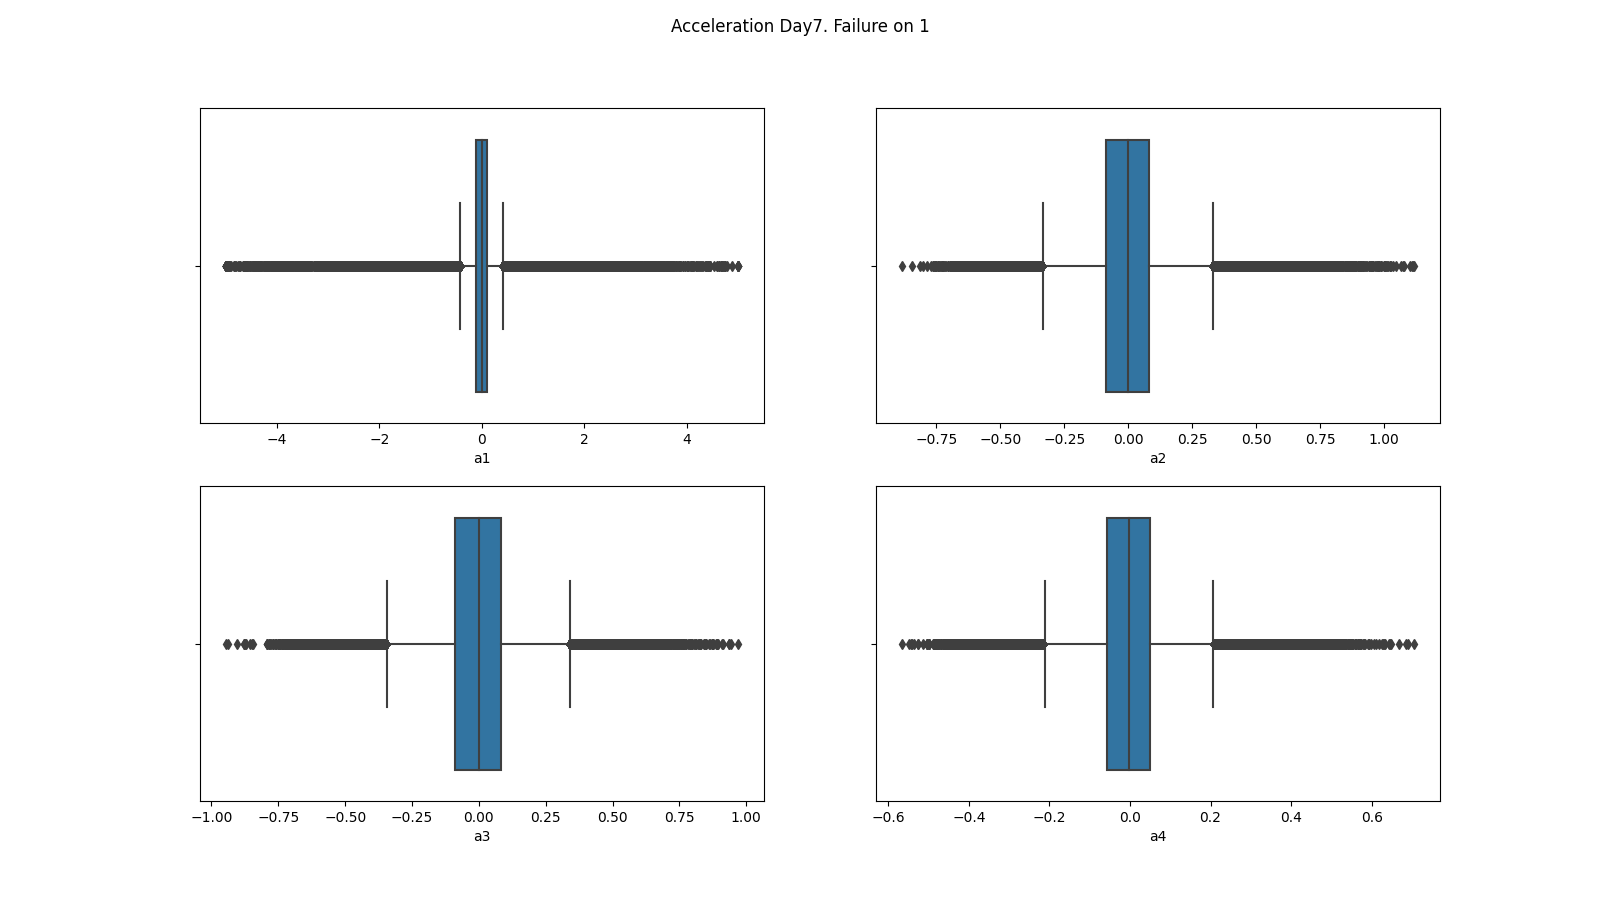 Acceleration Day7. Failure on 1
−4 −2 0 2 4
a1
−0.75 −0.50 −0.25 0.00 0.25 0.50 0.75 1.00
a2
−1.00 −0.75 −0.50 −0.25 0.00 0.25 0.50 0.75 1.00
a3
−0.6 −0.4 −0.2 0.0 0.2 0.4 0.6
a4